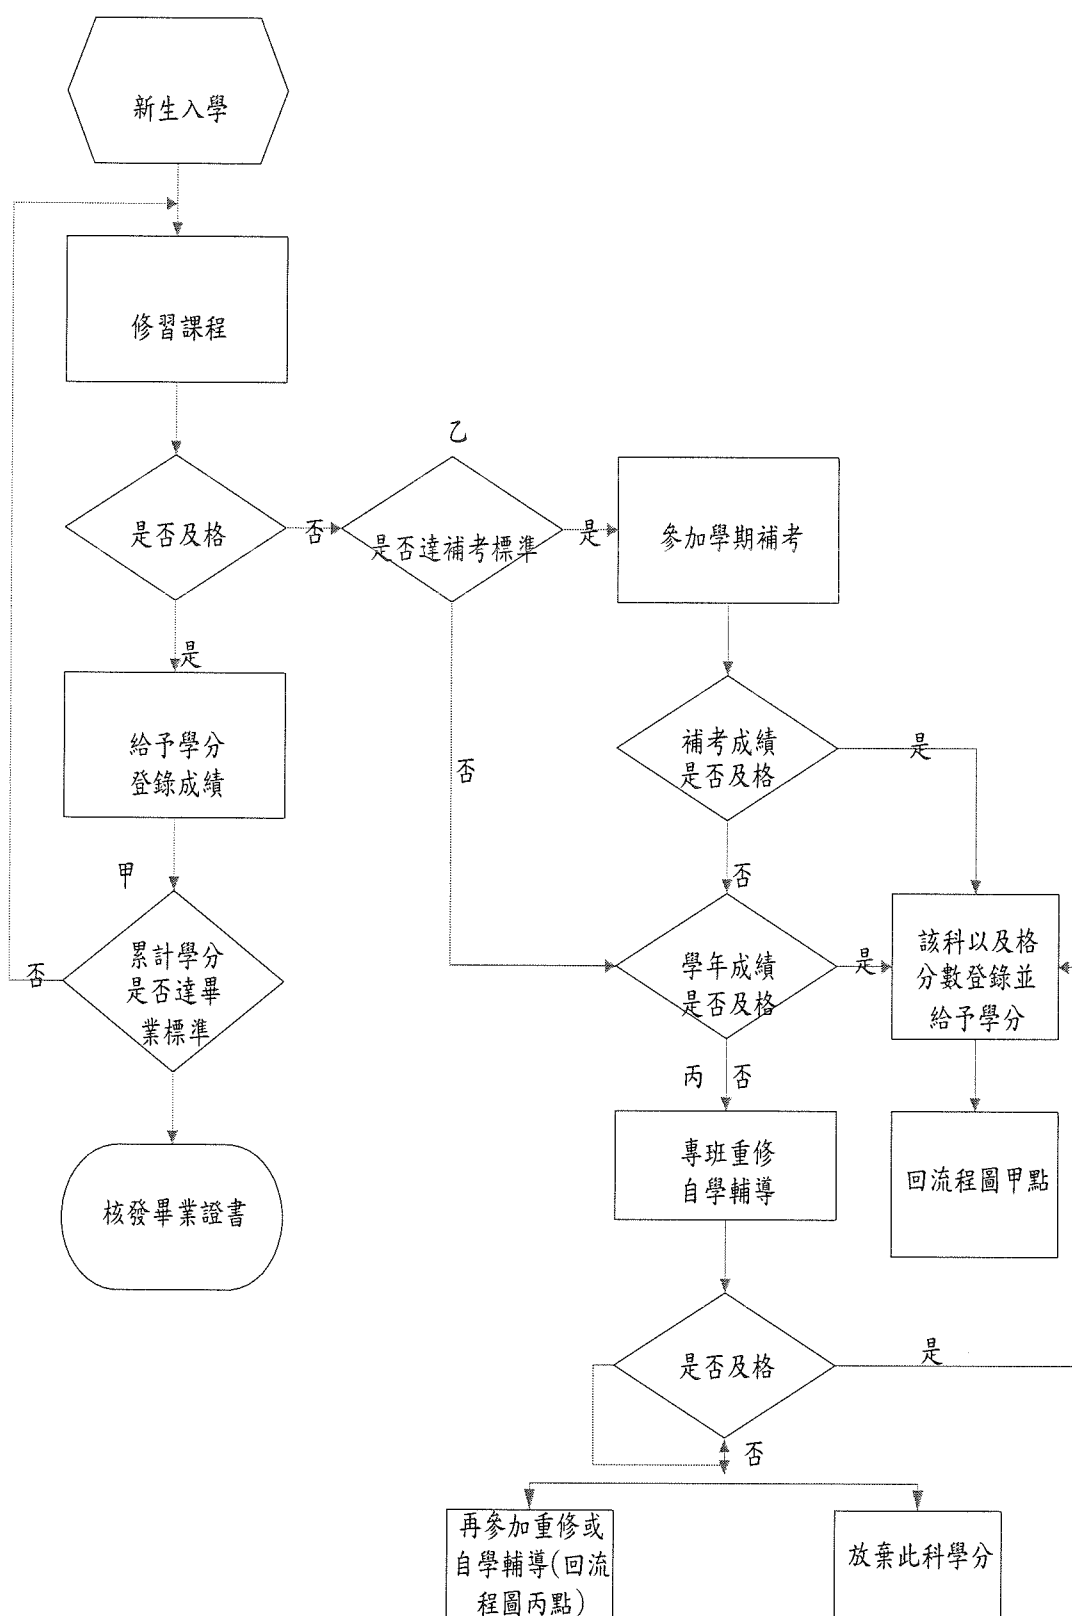 新生入學
修習課程
乙
是否及格
否
是否達補考標準
是
參加學期補考
是
給予學分
登錄成績
否
補考成績
是否及格
是
甲
否
累計學分
是否達畢
業標準
否
學年成績
是否及格
是
該科以及格
分數登錄並
給予學分
丙
否
專班重修
自學輔導
回流程圖甲點
核發畢業證書
是否及格
是
否
再參加重修或
自學輔導(回流
程圖丙點)
放棄此科學分